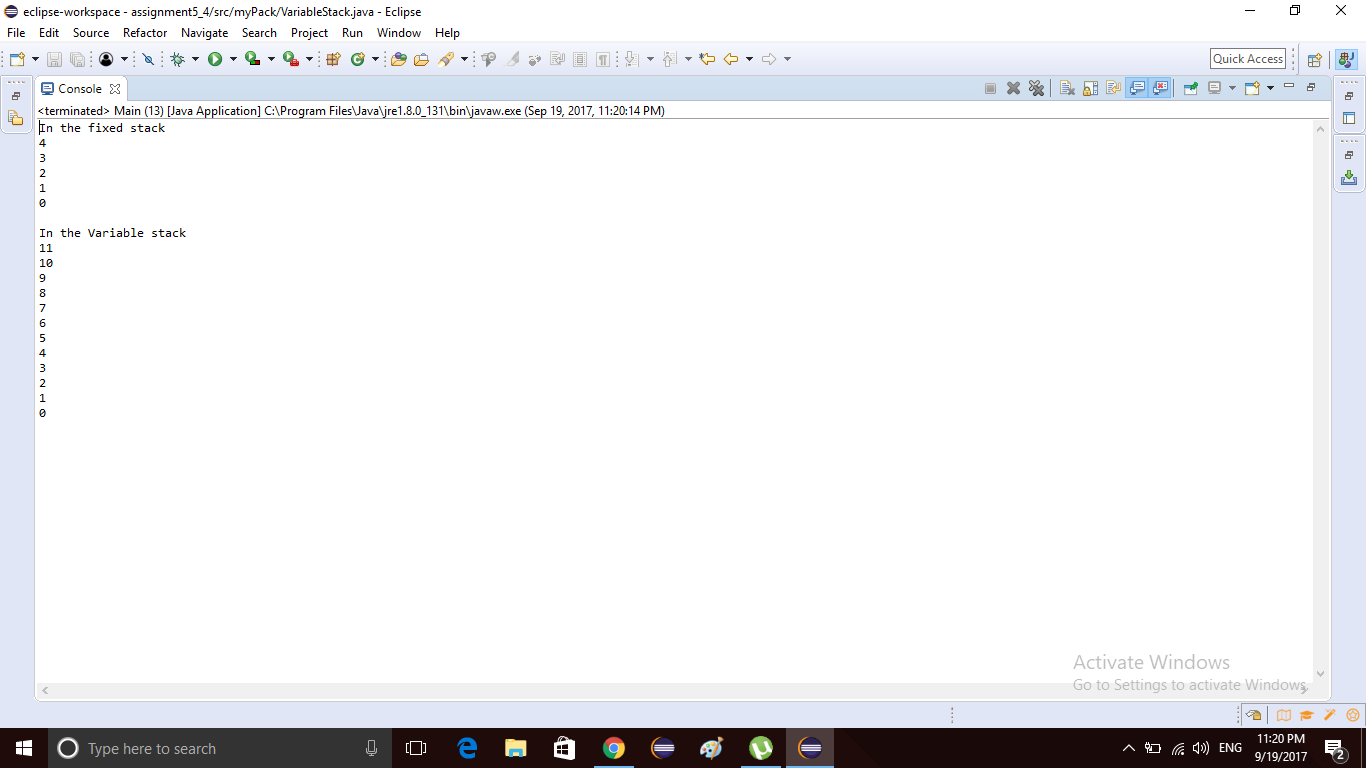 eclipse-workspace - assignment5_4/src/myPack/VariableStack.java - Eclipse
File Edit Source Refactor Navigate Search Project Run Window Help
Quick Access
Console
<terminated> Main (13) [Java Application] C:\Program Files\Java\jre1.8.0_131\bin\javaw.exe (Sep 19, 2017, 11:20:14 PM)
In the fixed stack
4
3
2
1
0
In the Variable stack
11
10
9
8
7
6
5
4
3
2
1
0
Activate Windows
Go to Settings to activate Windows.
Type here to search
ENG
11:20 PM
9/19/2017
2